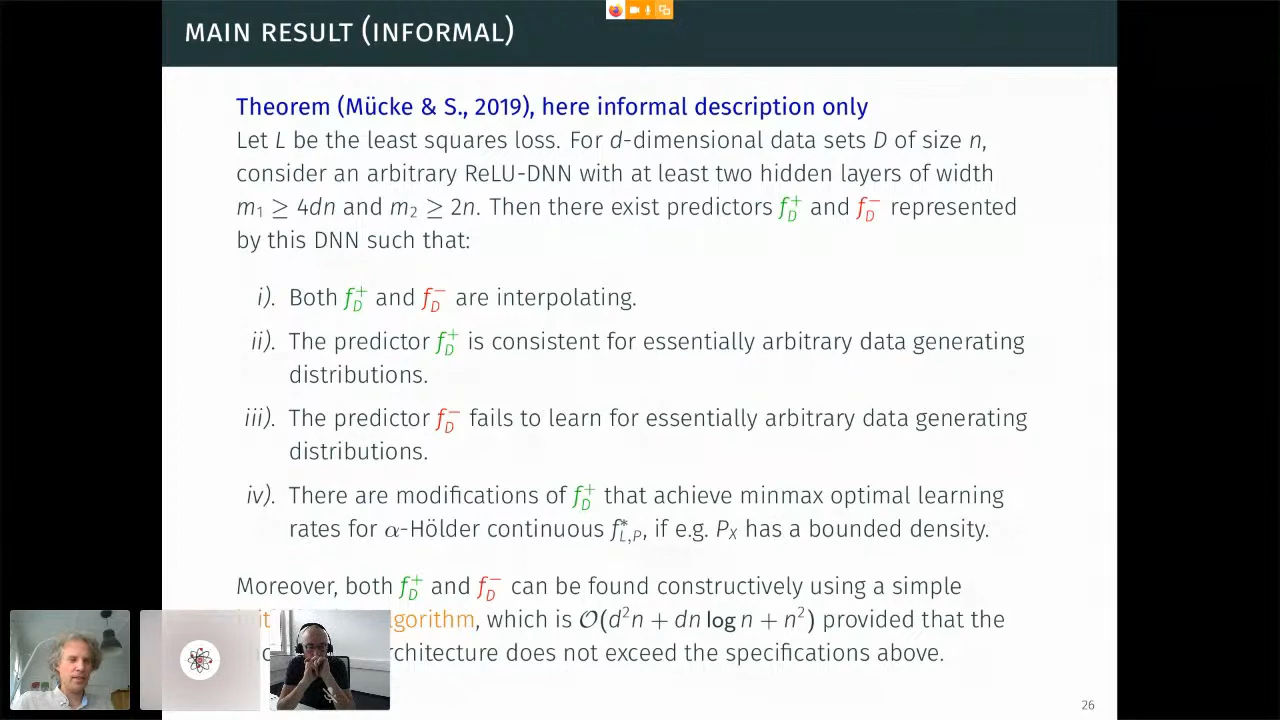 MAIN RESULT (INFORMAL)
Theorem (Mücke & S., 2019), here informal description only
Let L be the least squares loss. For d-dimensional data sets D of size n,
consider an arbitrary ReLU-DNN with at least two hidden layers of width
m₁ ≥ 4dn and m₂ ≥ 2n. Then there exist predictors f_D^+ and f_D^− represented
by this DNN such that:
i). Both f_D^+ and f_D^− are interpolating.
ii). The predictor f_D^+ is consistent for essentially arbitrary data generating
distributions.
iii). The predictor f_D^− fails to learn for essentially arbitrary data generating
distributions.
iv). There are modifications of f_D^+ that achieve minmax optimal learning
rates for α-Hölder continuous f*_{L,P}, if e.g. P_X has a bounded density.
Moreover, both f_D^+ and f_D^− can be found constructively using a simple
which is O(d²n + dn log n + n²) provided that the
does not exceed the specifications above.
26